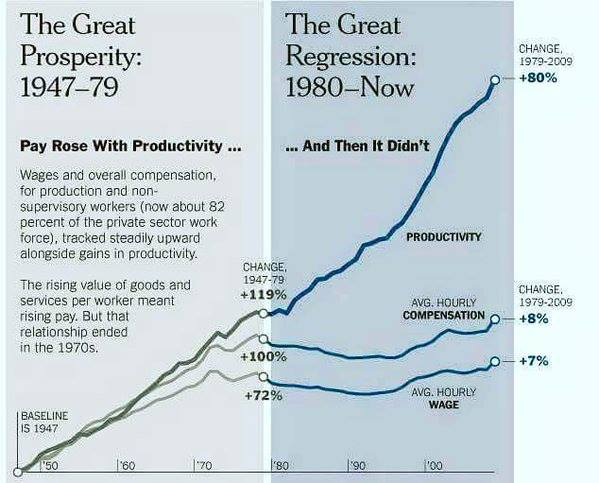 The Great
Prosperity:
1947–79
Pay Rose With Productivity ...
Wages and overall compensation,
for production and non-
supervisory workers (now about 82
percent of the private sector work
force), tracked steadily upward
alongside gains in productivity.
The rising value of goods and
services per worker meant
rising pay. But that
relationship ended
in the 1970s.
BASELINE
IS 1947
CHANGE,
1947-79
+119%
+100%
+72%
The Great
Regression:
1980–Now
... And Then It Didn't
PRODUCTIVITY
AVG. HOURLY
COMPENSATION
AVG. HOURLY
WAGE
CHANGE,
1979-2009
+80%
CHANGE,
1979-2009
+8%
+7%
'50
'60
'70
'80
'90
'00